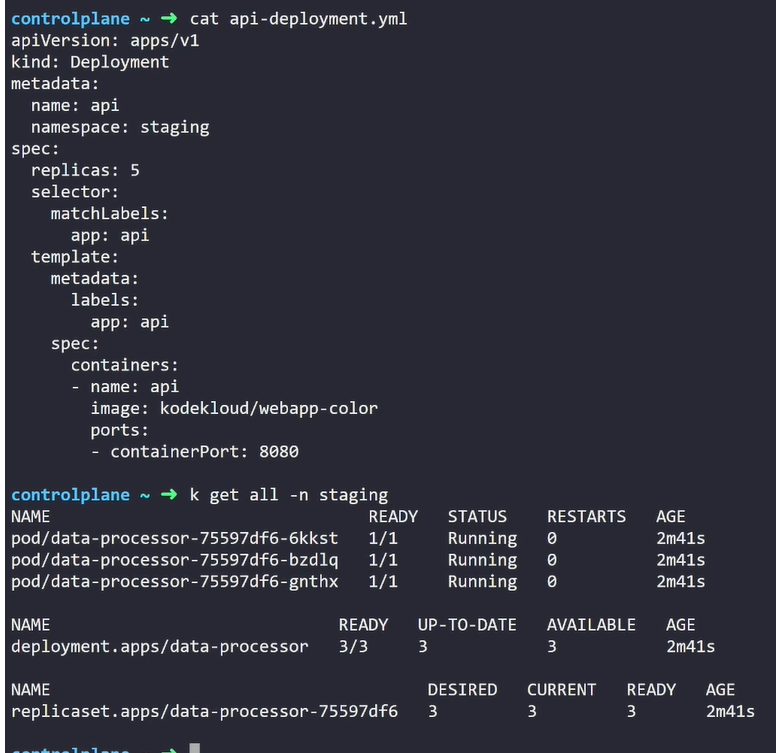 controlplane ~ ➜ cat api-deployment.yml
apiVersion: apps/v1
kind: Deployment
metadata:
  name: api
  namespace: staging
spec:
  replicas: 5
  selector:
    matchLabels:
      app: api
  template:
    metadata:
      labels:
        app: api
    spec:
      containers:
      - name: api
        image: kodekloud/webapp-color
        ports:
        - containerPort: 8080

controlplane ~ ➜ k get all -n staging
NAME                                READY   STATUS    RESTARTS   AGE
pod/data-processor-75597df6-6kkst   1/1     Running   0          2m41s
pod/data-processor-75597df6-bzdlq   1/1     Running   0          2m41s
pod/data-processor-75597df6-gnthx   1/1     Running   0          2m41s

NAME                             READY   UP-TO-DATE   AVAILABLE   AGE
deployment.apps/data-processor   3/3     3            3           2m41s

NAME                                      DESIRED   CURRENT   READY   AGE
replicaset.apps/data-processor-75597df6   3         3         3       2m41s

controlplane ~ ➜